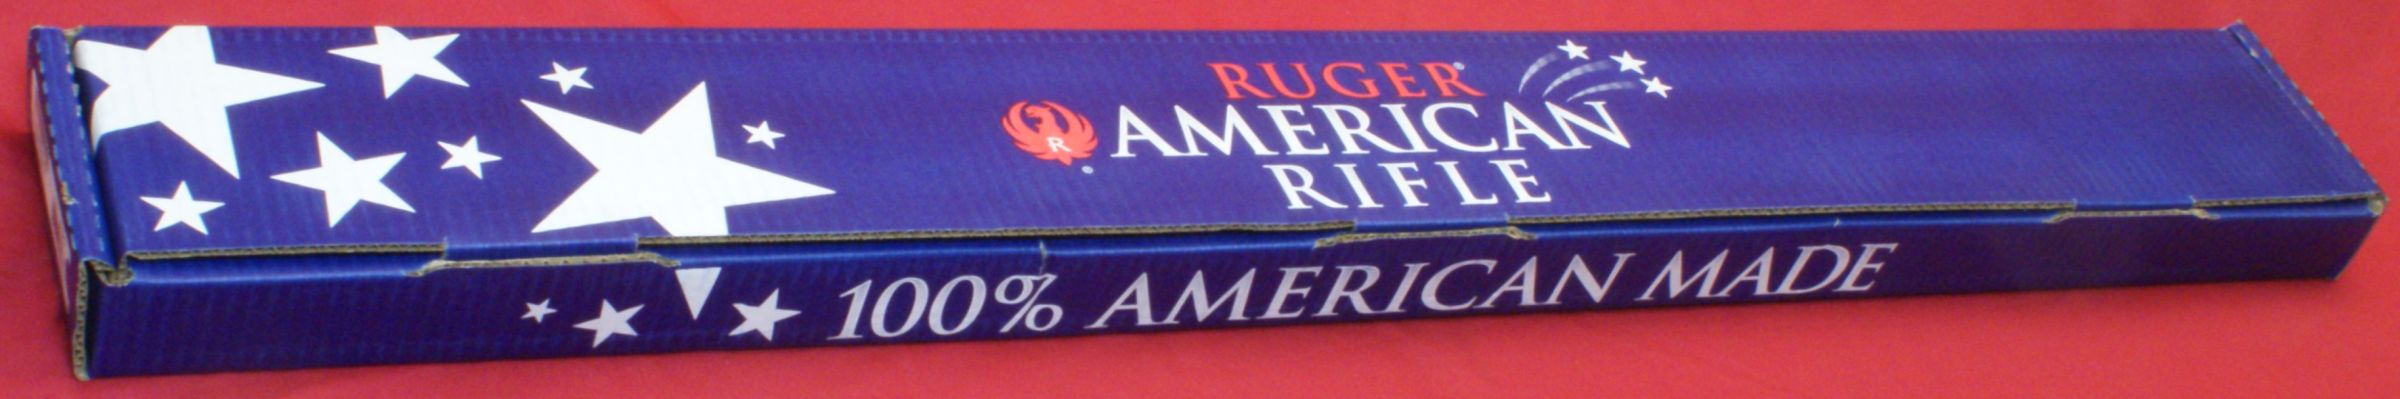 RUGER®
AMERICAN
R ®
RIFLE
100% AMERICAN MADE